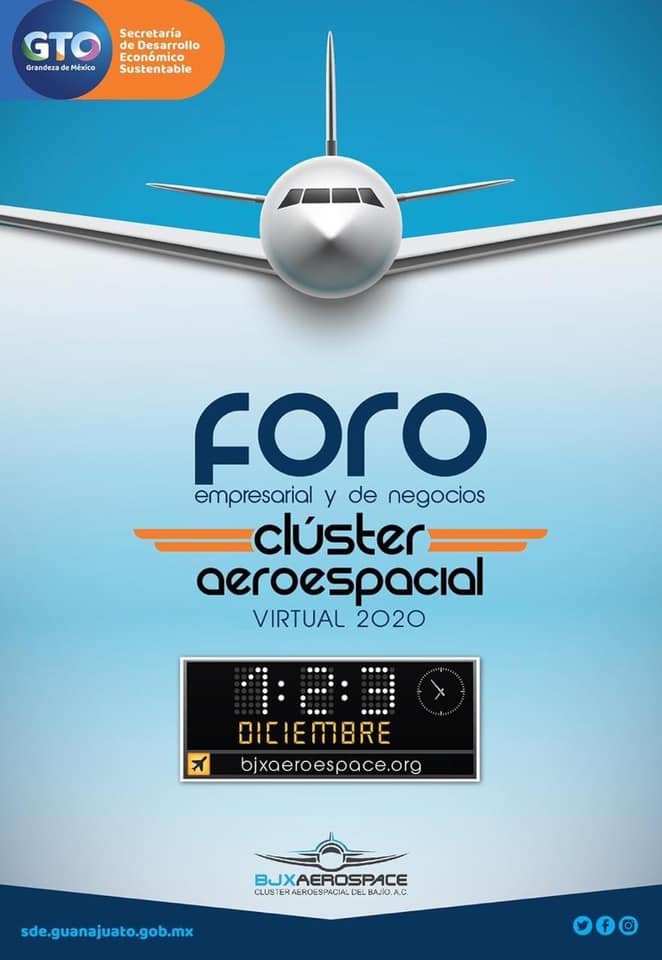 GTO
Grandeza de México
Secretaría
de Desarrollo
Económico
Sustentable
foro
empresarial y de negocios
clúster
aeroespacial
VIRTUAL 2020
1:2:3
DICIEMBRE
bjxaeroespace.org
BJXAEROSPACE
CLUSTER AEROESPACIAL DEL BAJÍO, A.C.
sde.guanajuato.gob.mx